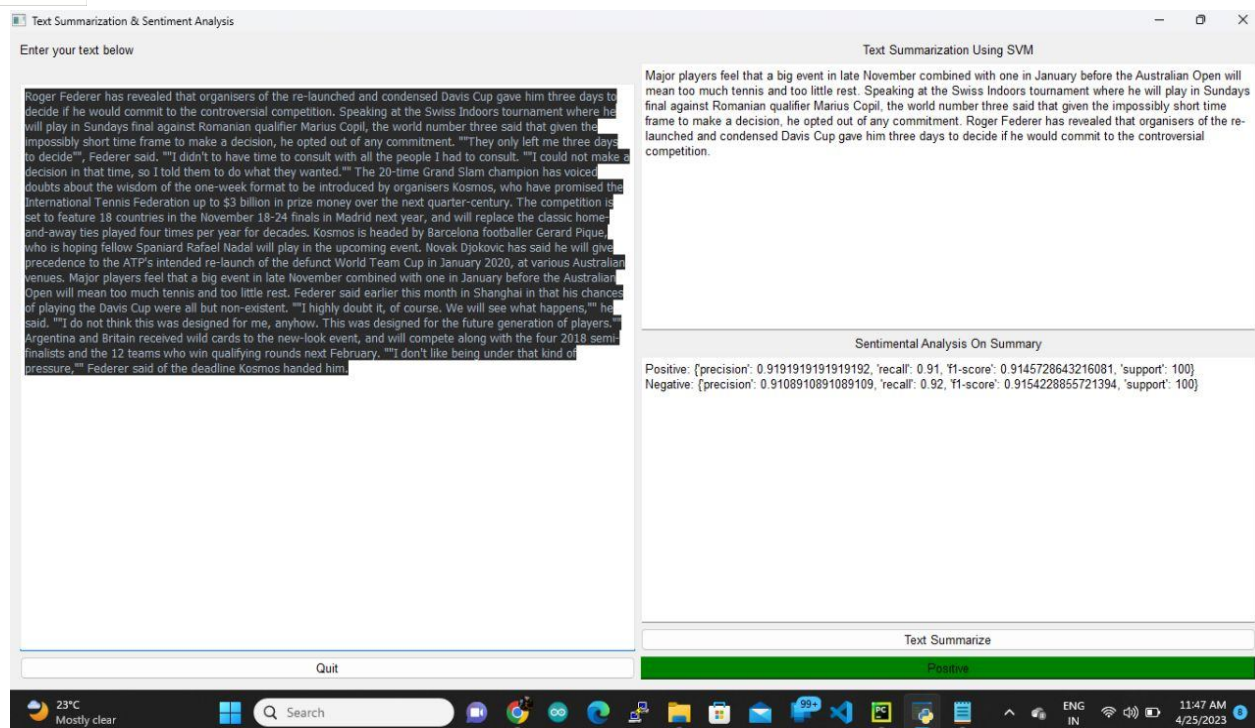 Text Summarization & Sentiment Analysis
Enter your text below
Roger Federer has revealed that organisers of the re-launched and condensed Davis Cup gave him three days to
decide if he would commit to the controversial competition. Speaking at the Swiss Indoors tournament where he
will play in Sundays final against Romanian qualifier Marius Copil, the world number three said that given the
impossibly short time frame to make a decision, he opted out of any commitment. ""They only left me three days
to decide"", Federer said. ""I didn't to have time to consult with all the people I had to consult. ""I could not make a
decision in that time, so I told them to do what they wanted."" The 20-time Grand Slam champion has voiced
doubts about the wisdom of the one-week format to be introduced by organisers Kosmos, who have promised the
International Tennis Federation up to $3 billion in prize money over the next quarter-century. The competition is
set to feature 18 countries in the November 18-24 finals in Madrid next year, and will replace the classic home-
and-away ties played four times per year for decades. Kosmos is headed by Barcelona footballer Gerard Pique,
who is hoping fellow Spaniard Rafael Nadal will play in the upcoming event. Novak Djokovic has said he will give
precedence to the ATP's intended re-launch of the defunct World Team Cup in January 2020, at various Australian
venues. Major players feel that a big event in late November combined with one in January before the Australian
Open will mean too much tennis and too little rest. Federer said earlier this month in Shanghai in that his chances
of playing the Davis Cup were all but non-existent. ""I highly doubt it, of course. We will see what happens,"" he
said. ""I do not think this was designed for me, anyhow. This was designed for the future generation of players.""
Argentina and Britain received wild cards to the new-look event, and will compete along with the four 2018 semi-
finalists and the 12 teams who win qualifying rounds next February. ""I don't like being under that kind of
pressure,"" Federer said of the deadline Kosmos handed him.
Quit
Text Summarization Using SVM
Major players feel that a big event in late November combined with one in January before the Australian Open will
mean too much tennis and too little rest. Speaking at the Swiss Indoors tournament where he will play in Sundays
final against Romanian qualifier Marius Copil, the world number three said that given the impossibly short time
frame to make a decision, he opted out of any commitment. Roger Federer has revealed that organisers of the re-
launched and condensed Davis Cup gave him three days to decide if he would commit to the controversial
competition.
Sentimental Analysis On Summary
Positive: {'precision': 0.9191919191919192, 'recall': 0.91, 'f1-score': 0.9145728643216081, 'support': 100}
Negative: {'precision': 0.9108910891089109, 'recall': 0.92, 'f1-score': 0.9154228855721394, 'support': 100}
Text Summarize
Positive
23°C
Mostly clear
Search
99+
PC
ENG
IN
11:47 AM
4/25/2023
8